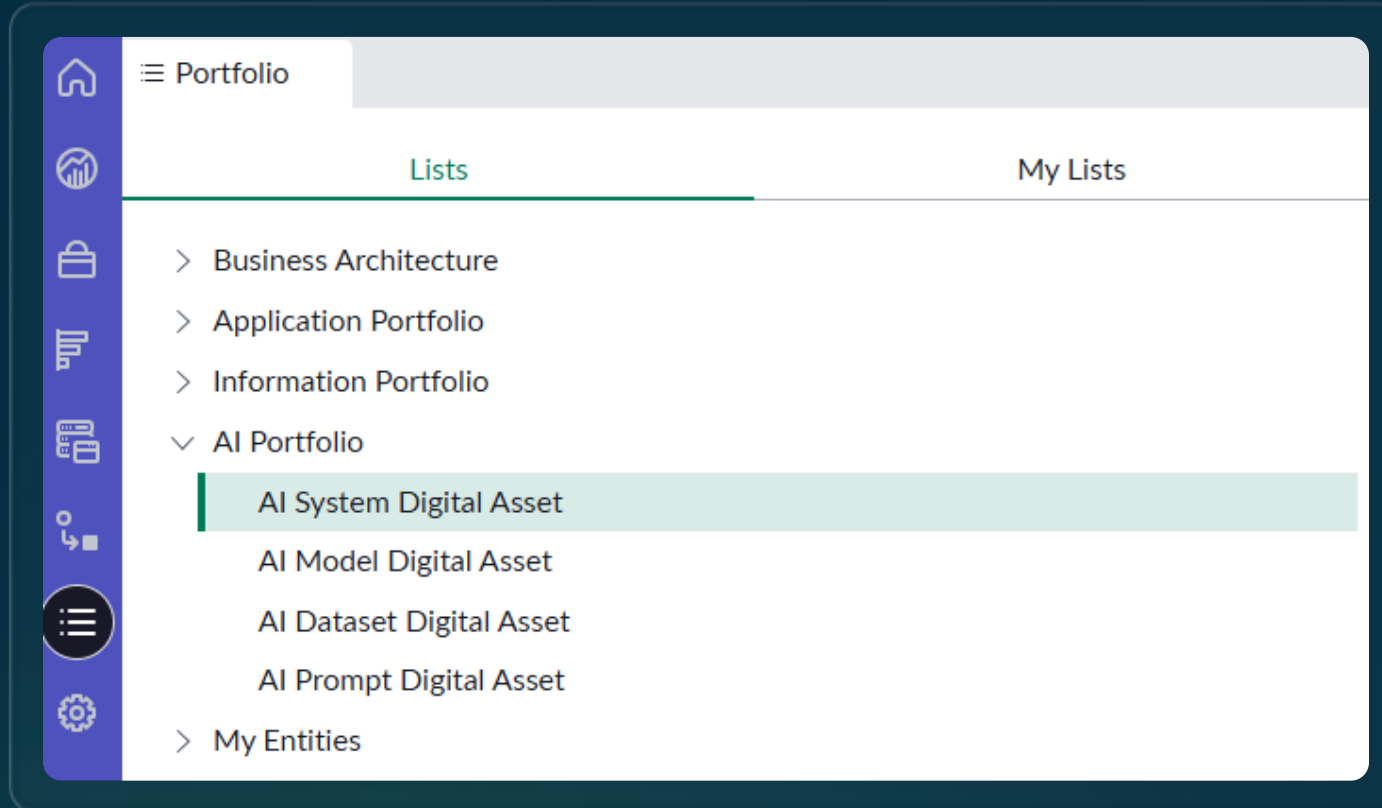 Portfolio
Lists
My Lists
Business Architecture
Application Portfolio
Information Portfolio
AI Portfolio
AI System Digital Asset
AI Model Digital Asset
AI Dataset Digital Asset
AI Prompt Digital Asset
My Entities